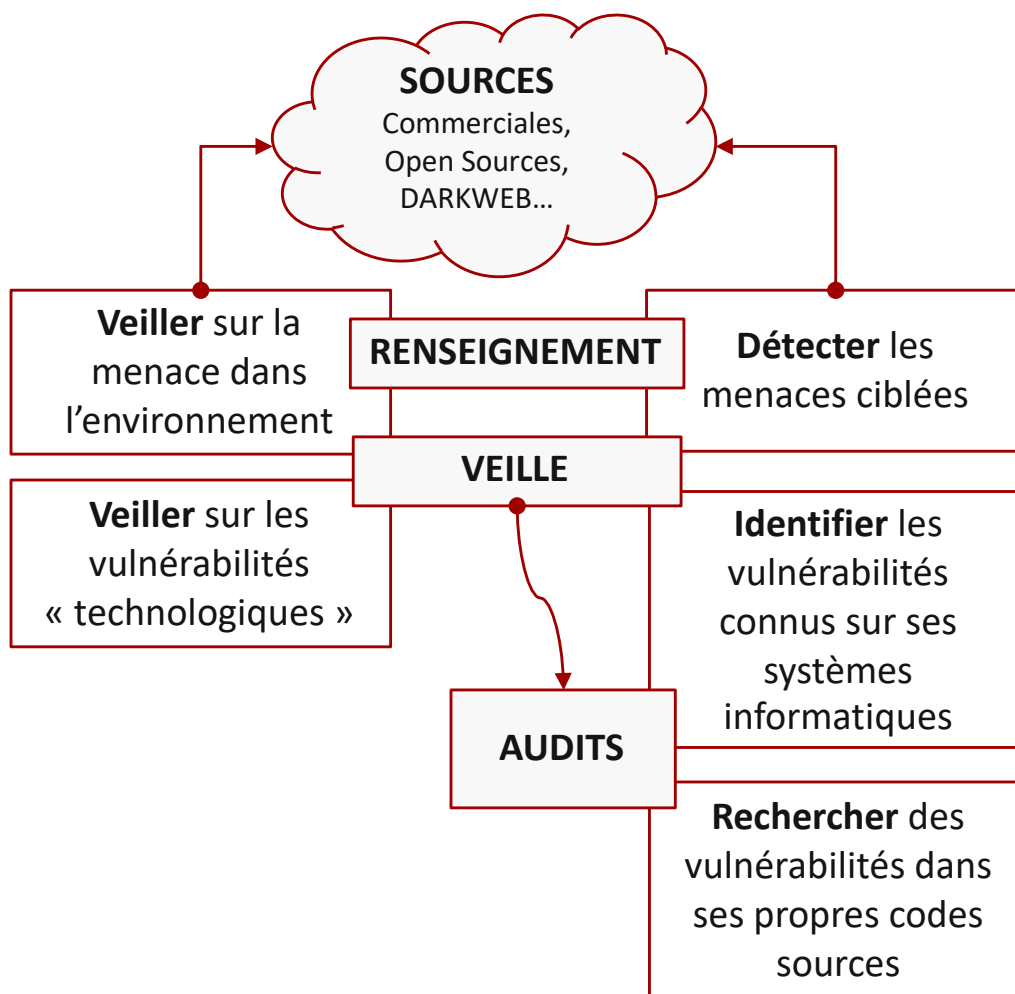 SOURCES
Commerciales,
Open Sources,
DARKWEB…
Veiller sur la
menace dans
l’environnement
RENSEIGNEMENT
Détecter les
menaces ciblées
VEILLE
Veiller sur les
vulnérabilités
« technologiques »
Identifier les
vulnérabilités
connus sur ses
systèmes
informatiques
AUDITS
Rechercher des
vulnérabilités dans
ses propres codes
sources